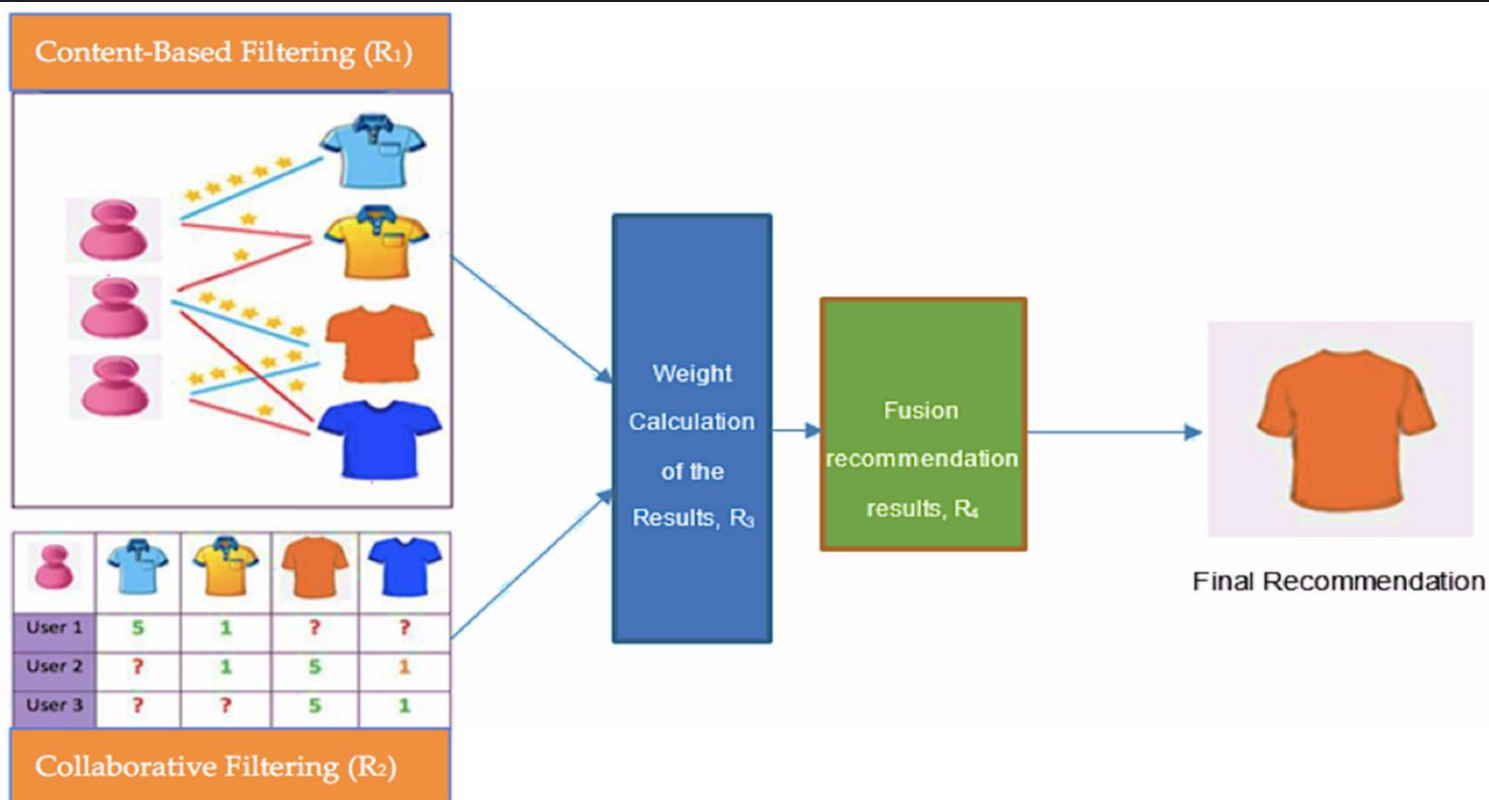 Content-Based Filtering (R₁)
User 1 5 1 ? ?
User 2 ? 1 5 1
User 3 ? ? 5 1
Collaborative Filtering (R₂)
Weight
Calculation
of the
Results, R₃
Fusion
recommendation
results, R₄
Final Recommendation